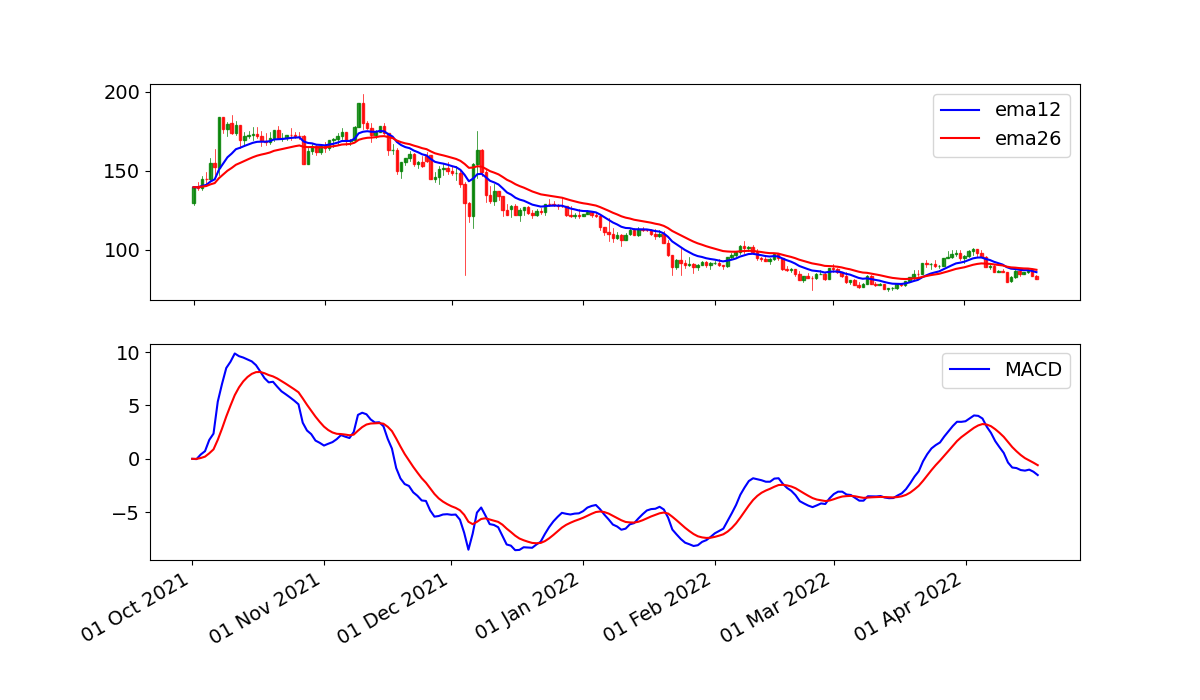 200
150
100
ema12
ema26
10
5
0
−5
MACD
01 Oct 2021
01 Nov 2021
01 Dec 2021
01 Jan 2022
01 Feb 2022
01 Mar 2022
01 Apr 2022